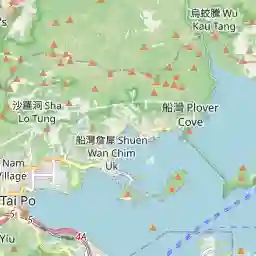 烏蛟騰 Wu
Kau Tang
's
沙羅洞 Sha
Lo Tung
船灣 Plover
Cove
船灣詹屋 Shuen
Wan Chim
Uk
Nam
Village
Tai Po
4A
Yiu